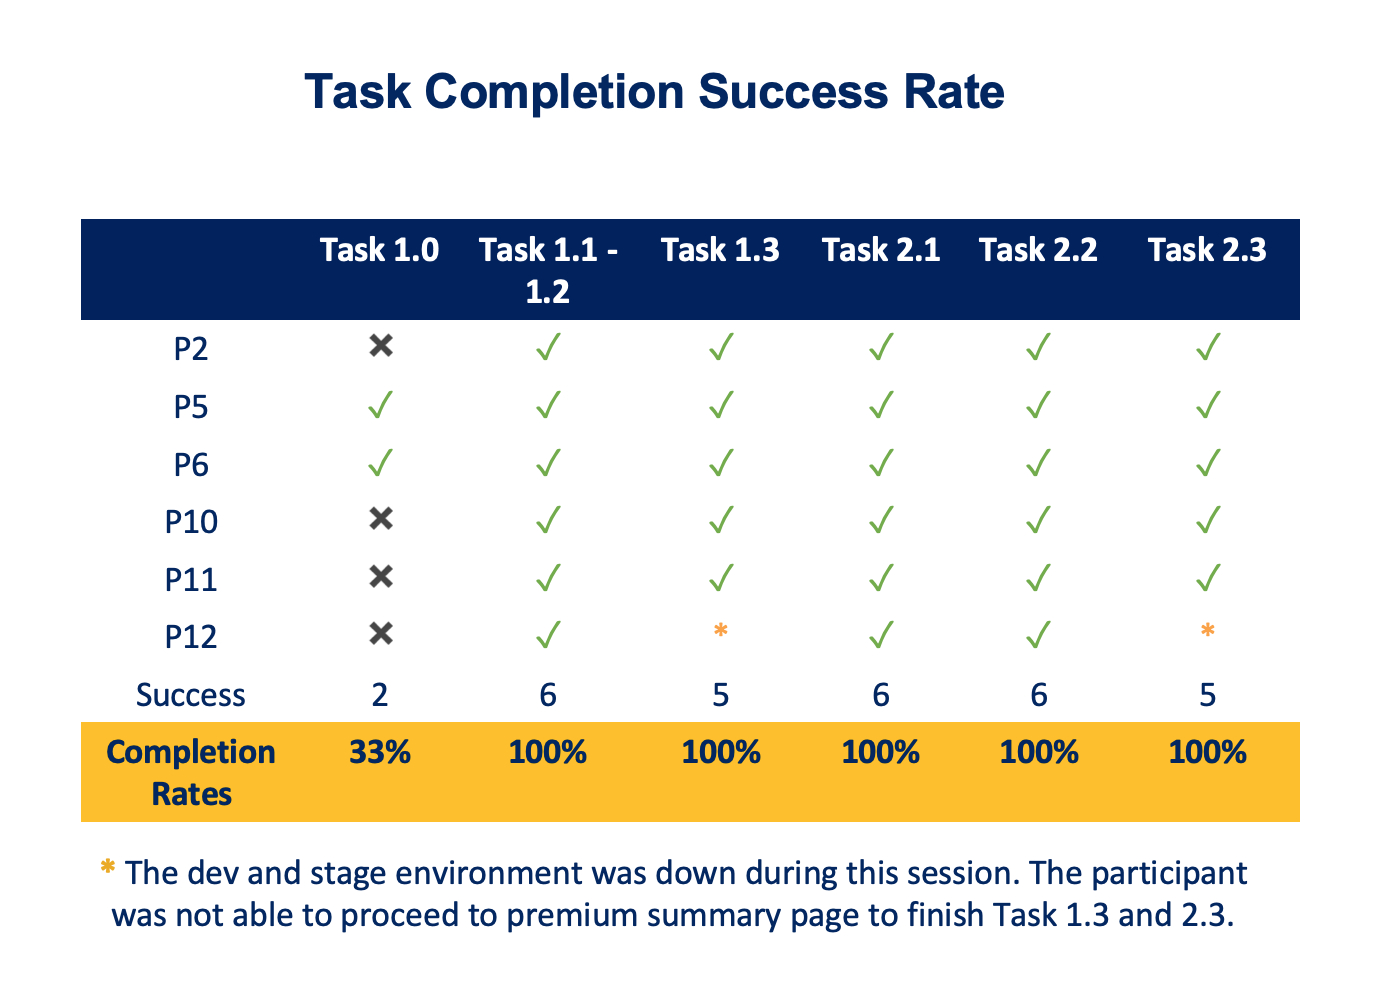 Task Completion Success Rate
Task 1.0 Task 1.1 - 1.2 Task 1.3 Task 2.1 Task 2.2 Task 2.3
P2 ✖ ✓ ✓ ✓ ✓ ✓
P5 ✓ ✓ ✓ ✓ ✓ ✓
P6 ✓ ✓ ✓ ✓ ✓ ✓
P10 ✖ ✓ ✓ ✓ ✓ ✓
P11 ✖ ✓ ✓ ✓ ✓ ✓
P12 ✖ ✓ * ✓ ✓ *
Success 2 6 5 6 6 5
Completion Rates 33% 100% 100% 100% 100% 100%
* The dev and stage environment was down during this session. The participant
was not able to proceed to premium summary page to finish Task 1.3 and 2.3.